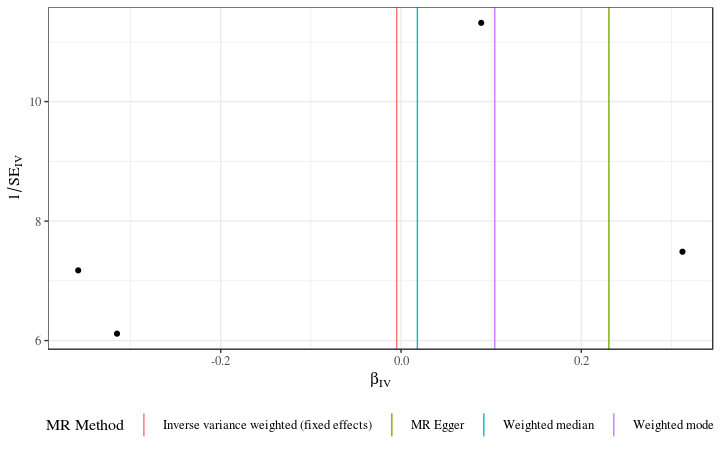 10
8
6
1/SE_IV
-0.2
0.0
0.2
β_IV
MR Method Inverse variance weighted (fixed effects) MR Egger Weighted median Weighted mode